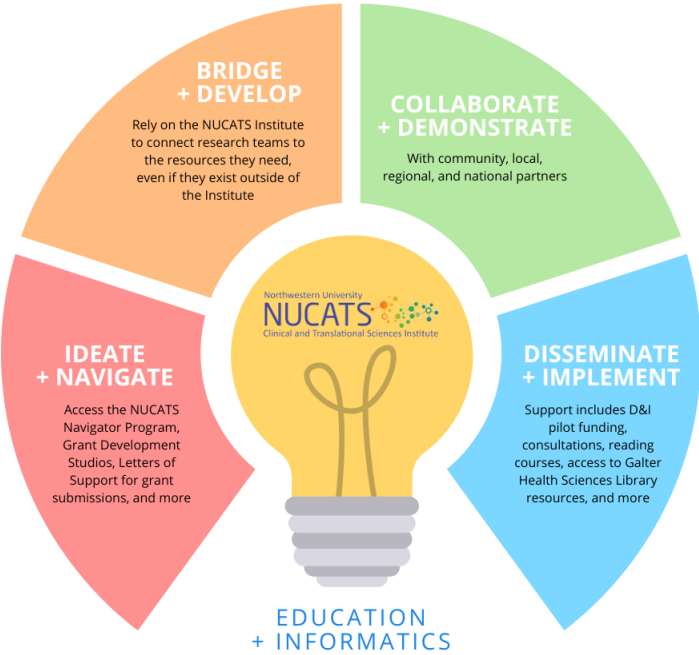 BRIDGE
+ DEVELOP
Rely on the NUCATS Institute
to connect research teams to
the resources they need,
even if they exist outside of
the Institute
COLLABORATE
+ DEMONSTRATE
With community, local,
regional, and national partners
IDEATE
+ NAVIGATE
Access the NUCATS
Navigator Program,
Grant Development
Studios, Letters of
Support for grant
submissions, and more
Northwestern University
NUCATS
Clinical and Translational Sciences Institute
DISSEMINATE
+ IMPLEMENT
Support includes D&I
pilot funding,
consultations, reading
courses, access to Galter
Health Sciences Library
resources, and more
EDUCATION
+ INFORMATICS